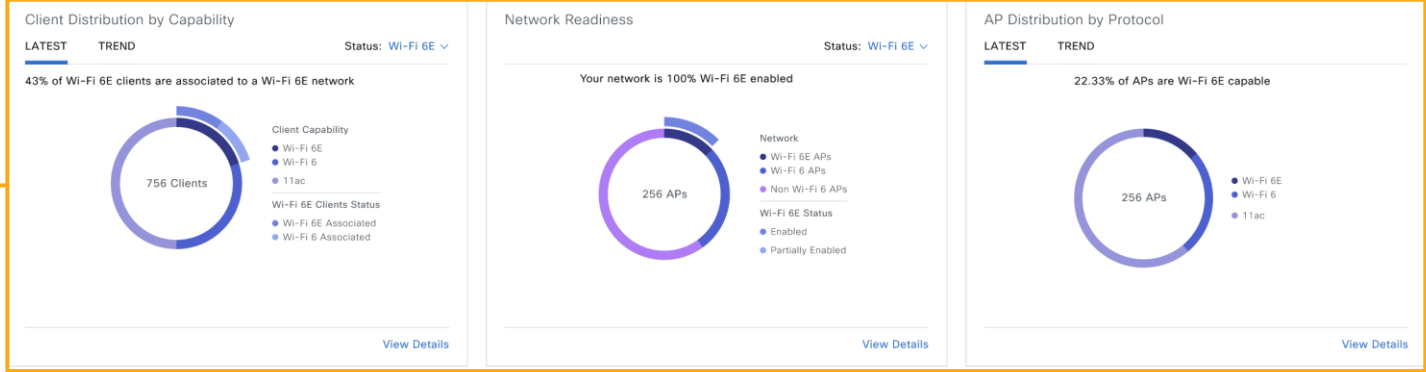 Client Distribution by Capability
LATEST TREND Status: Wi-Fi 6E
43% of Wi-Fi 6E clients are associated to a Wi-Fi 6E network
756 Clients
Client Capability
Wi-Fi 6E
Wi-Fi 6
11ac
Wi-Fi 6E Clients Status
Wi-Fi 6E Associated
Wi-Fi 6 Associated
View Details
Network Readiness
Status: Wi-Fi 6E
Your network is 100% Wi-Fi 6E enabled
256 APs
Network
Wi-Fi 6E APs
Wi-Fi 6 APs
Non Wi-Fi 6 APs
Wi-Fi 6E Status
Enabled
Partially Enabled
View Details
AP Distribution by Protocol
LATEST TREND
22.33% of APs are Wi-Fi 6E capable
256 APs
Wi-Fi 6E
Wi-Fi 6
11ac
View Details